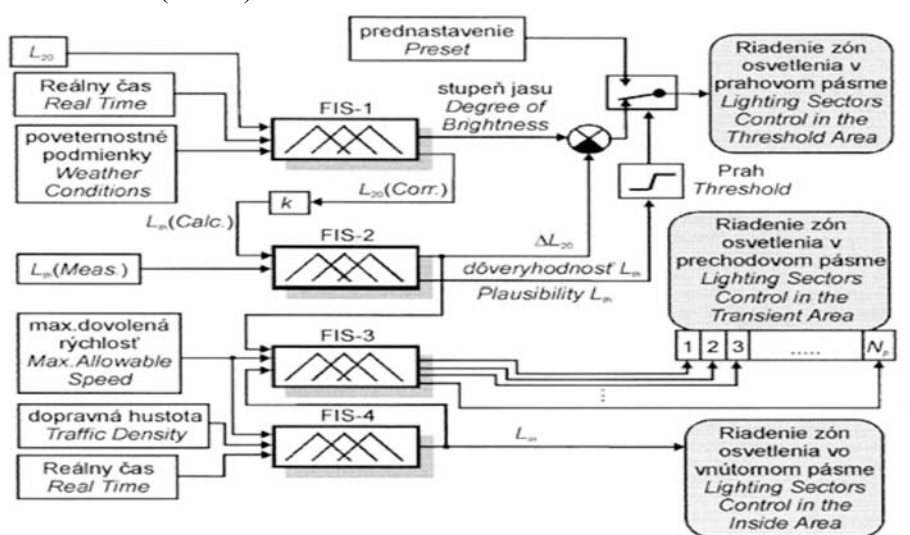 prednastavenie
Preset
L₂₀
Reálny čas
Real Time
poveternostné
podmienky
Weather
Conditions
FIS-1
stupeň jasu
Degree of
Brightness
Riadenie zón
osvetlenia v
prahovom pásme
Lighting Sectors
Control in the
Threshold Area
Prah
Threshold
L₂₀(Corr.)
k
Lₜₕ(Calc.)
FIS-2
ΔL₂₀
Lₜₕ(Meas.)
dôveryhodnosť Lₜₕ
Plausibility Lₜₕ
Riadenie zón
osvetlenia v
prechodovom pásme
Lighting Sectors
Control in the
Transient Area
1 2 3 ..... Nₚ
max.dovolená
rýchlosť
Max.Allowable
Speed
FIS-3
dopravná hustota
Traffic Density
Reálny čas
Real Time
FIS-4
Riadenie zón
osvetlenia vo
vnútornom pásme
Lighting Sectors
Control in the
Inside Area